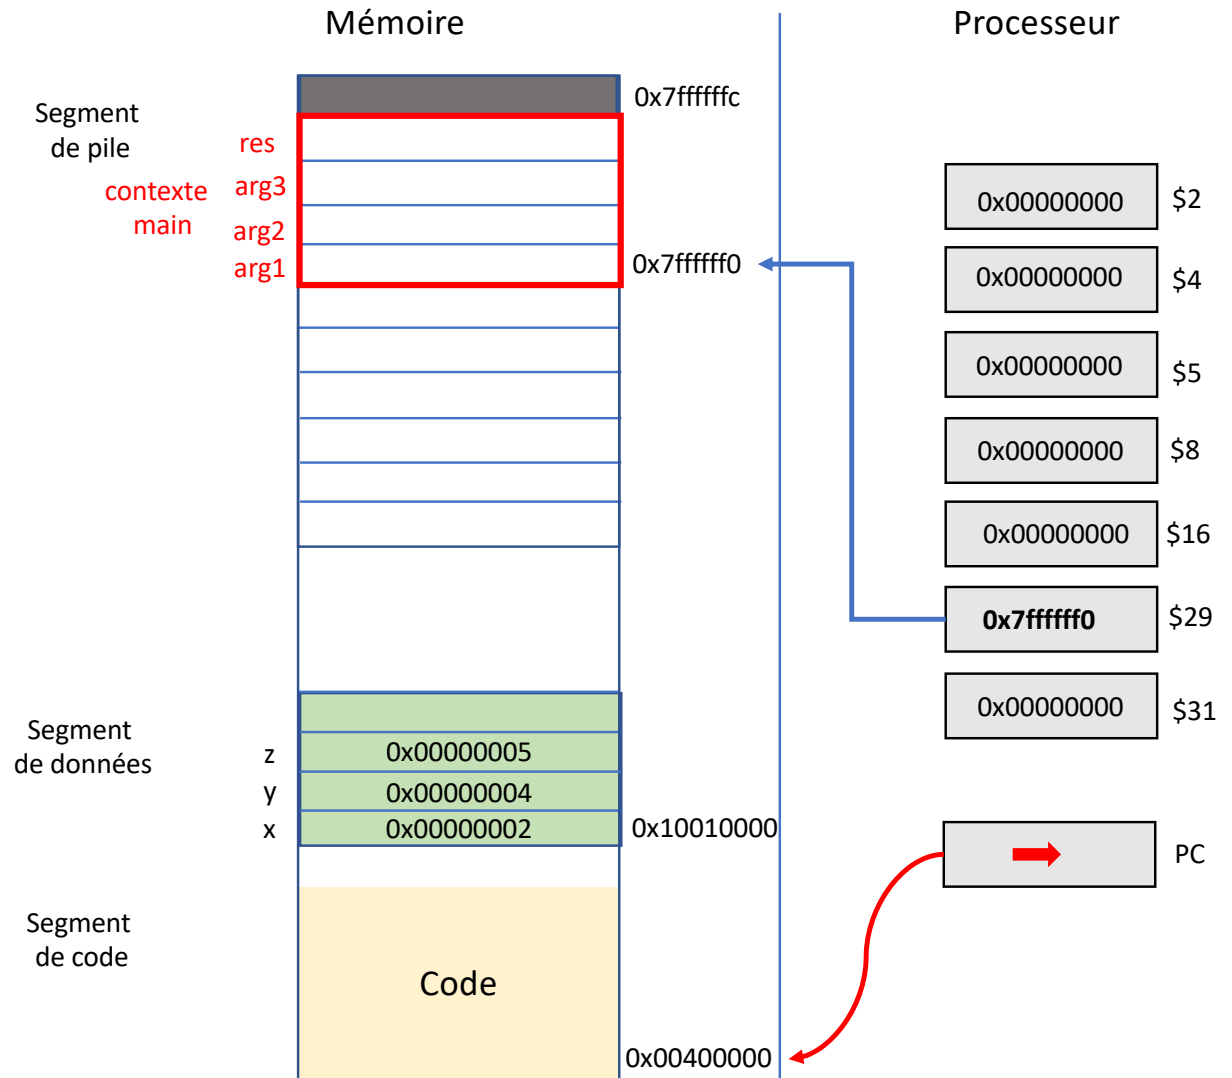 Mémoire
Processeur
Segment
de pile
0x7ffffffc
res
contexte
main
arg3
arg2
arg1
0x7ffffff0
0x00000000
$2
0x00000000
$4
0x00000000
$5
0x00000000
$8
0x00000000
$16
0x7ffffff0
$29
0x00000000
$31
Segment
de données
z
0x00000005
y
0x00000004
x
0x00000002
0x10010000
PC
Segment
de code
Code
0x00400000